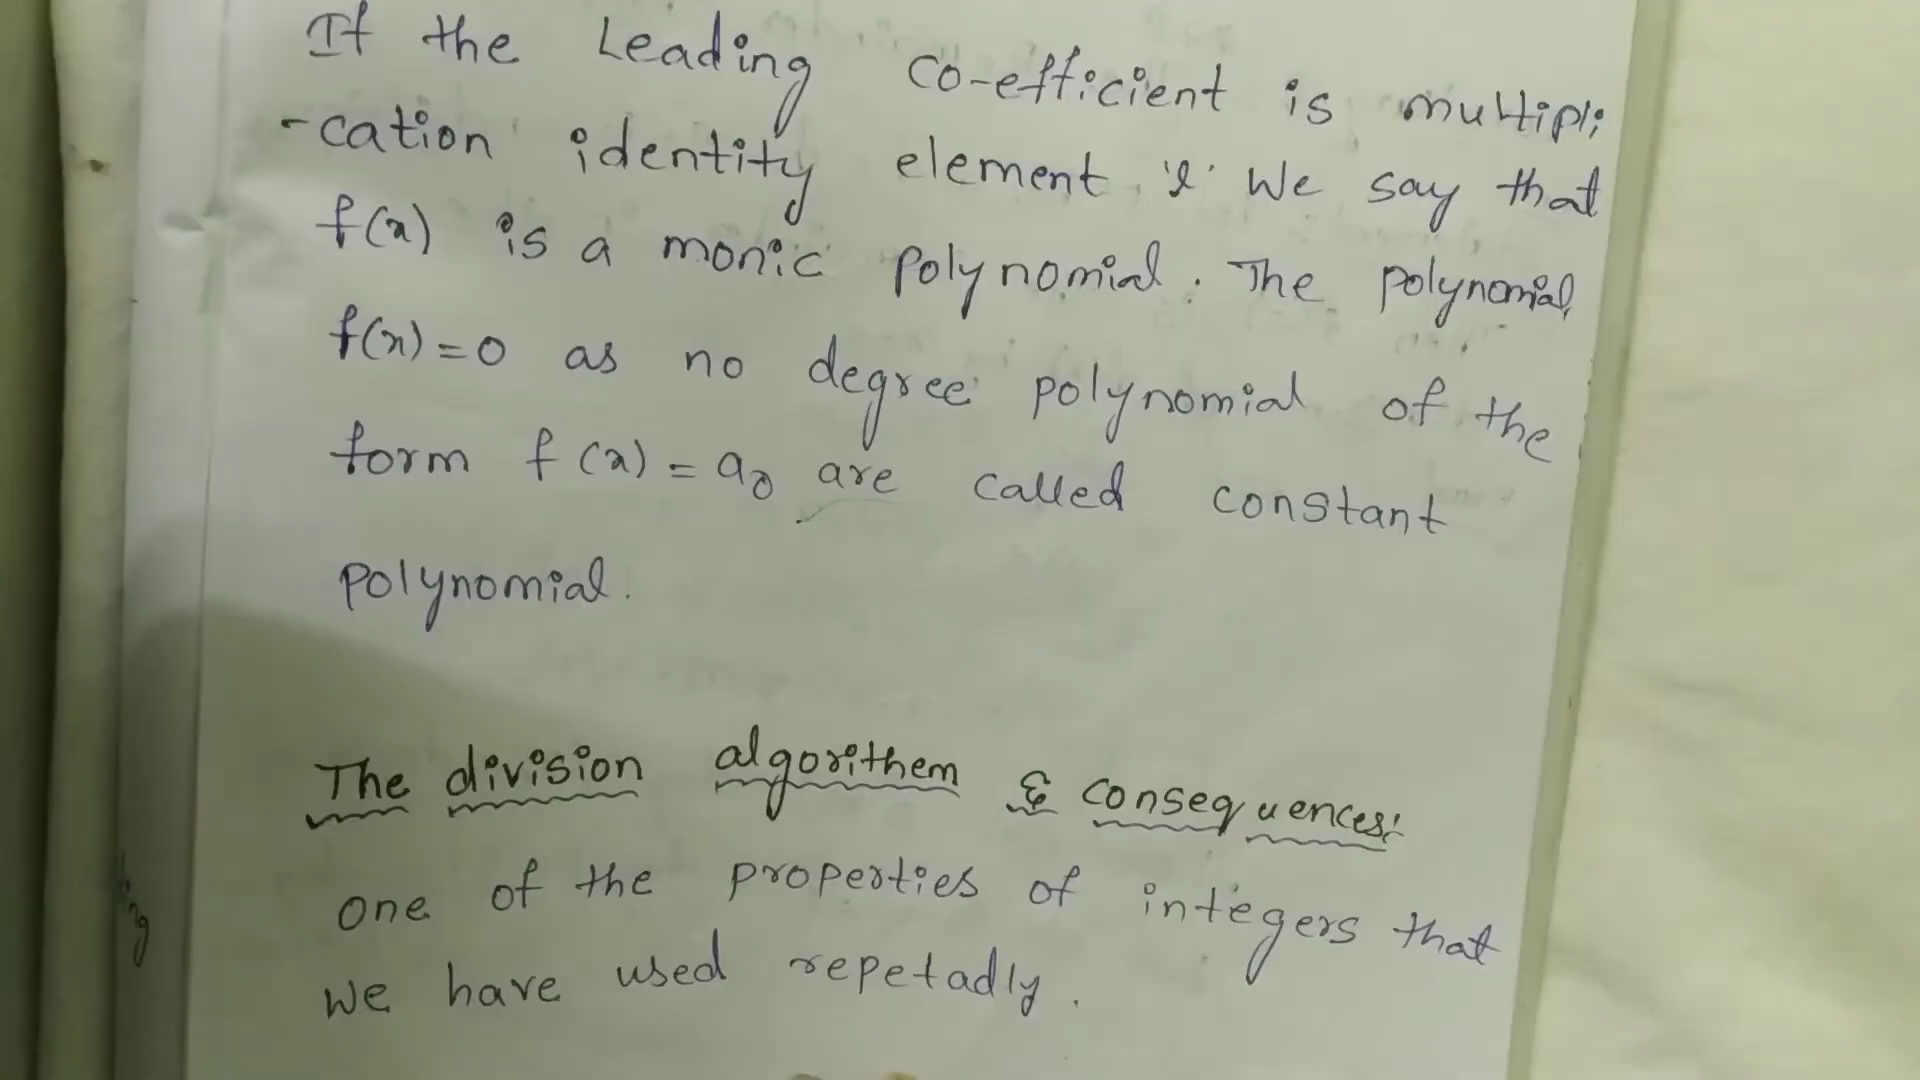 If the Leading co-efficient is multipli
-cation identity element '1' We say that
f(x) is a monic polynomial. The polynomial
f(x)=0 as no degree polynomial of the
form f(x)=a₀ are called constant
polynomial.
The division algorithem & consequences:
one of the properties of integers that
we have used repetadly.
ing